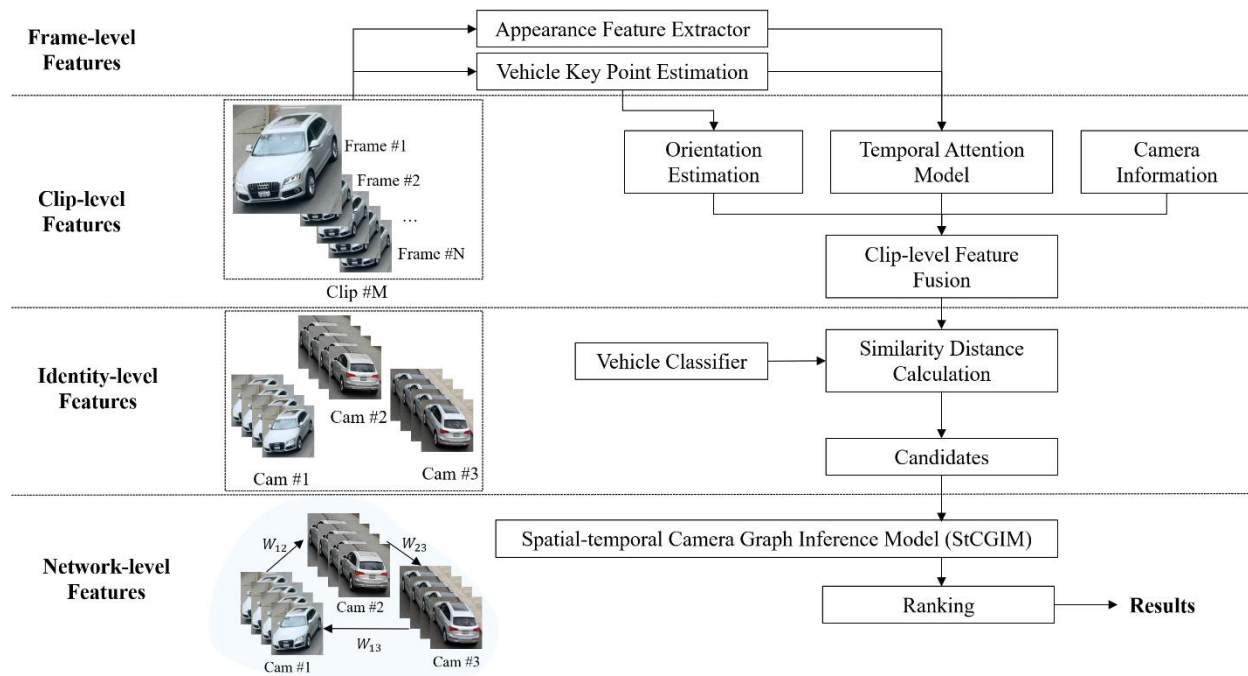 Frame-level
Features
Appearance Feature Extractor
Vehicle Key Point Estimation
Clip-level
Features
Frame #1
Frame #2
...
Frame #N
Clip #M
Orientation
Estimation
Temporal Attention
Model
Camera
Information
Clip-level Feature
Fusion
Identity-level
Features
Cam #1
Cam #2
Cam #3
Vehicle Classifier
Similarity Distance
Calculation
Candidates
Network-level
Features
W12
W23
W13
Cam #1
Cam #2
Cam #3
Spatial-temporal Camera Graph Inference Model (StCGIM)
Ranking
Results